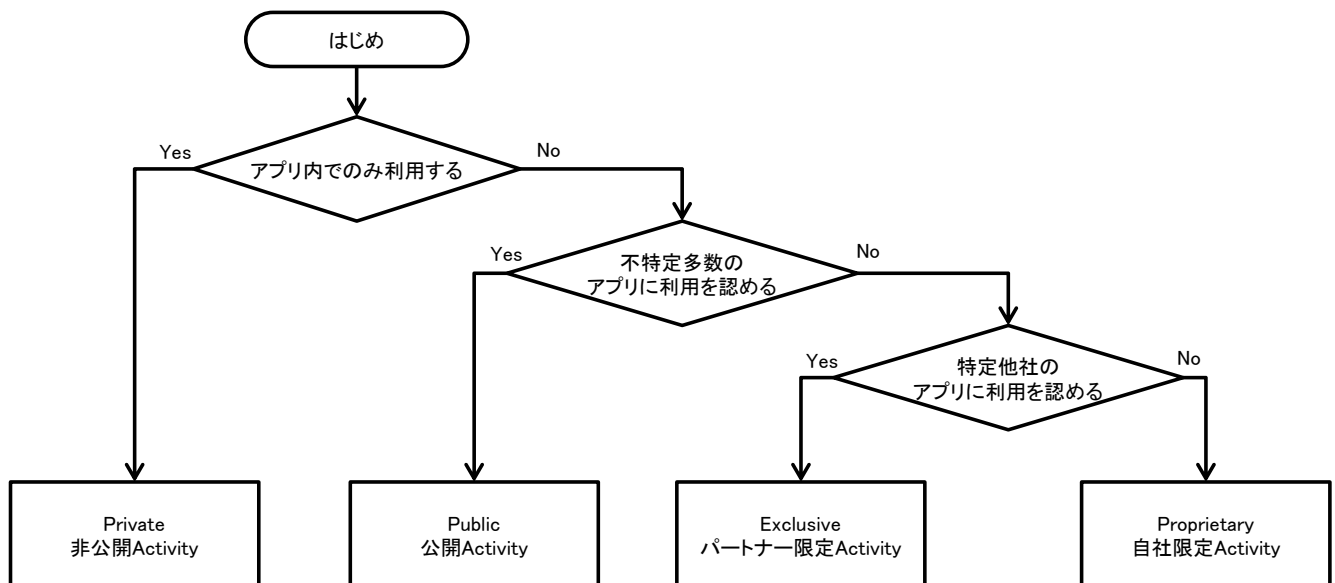 はじめ
Yes
アプリ内でのみ利用する
No
Yes
不特定多数の
アプリに利用を認める
No
Yes
特定他社の
アプリに利用を認める
No
Private
非公開Activity
Public
公開Activity
Exclusive
パートナー限定Activity
Proprietary
自社限定Activity